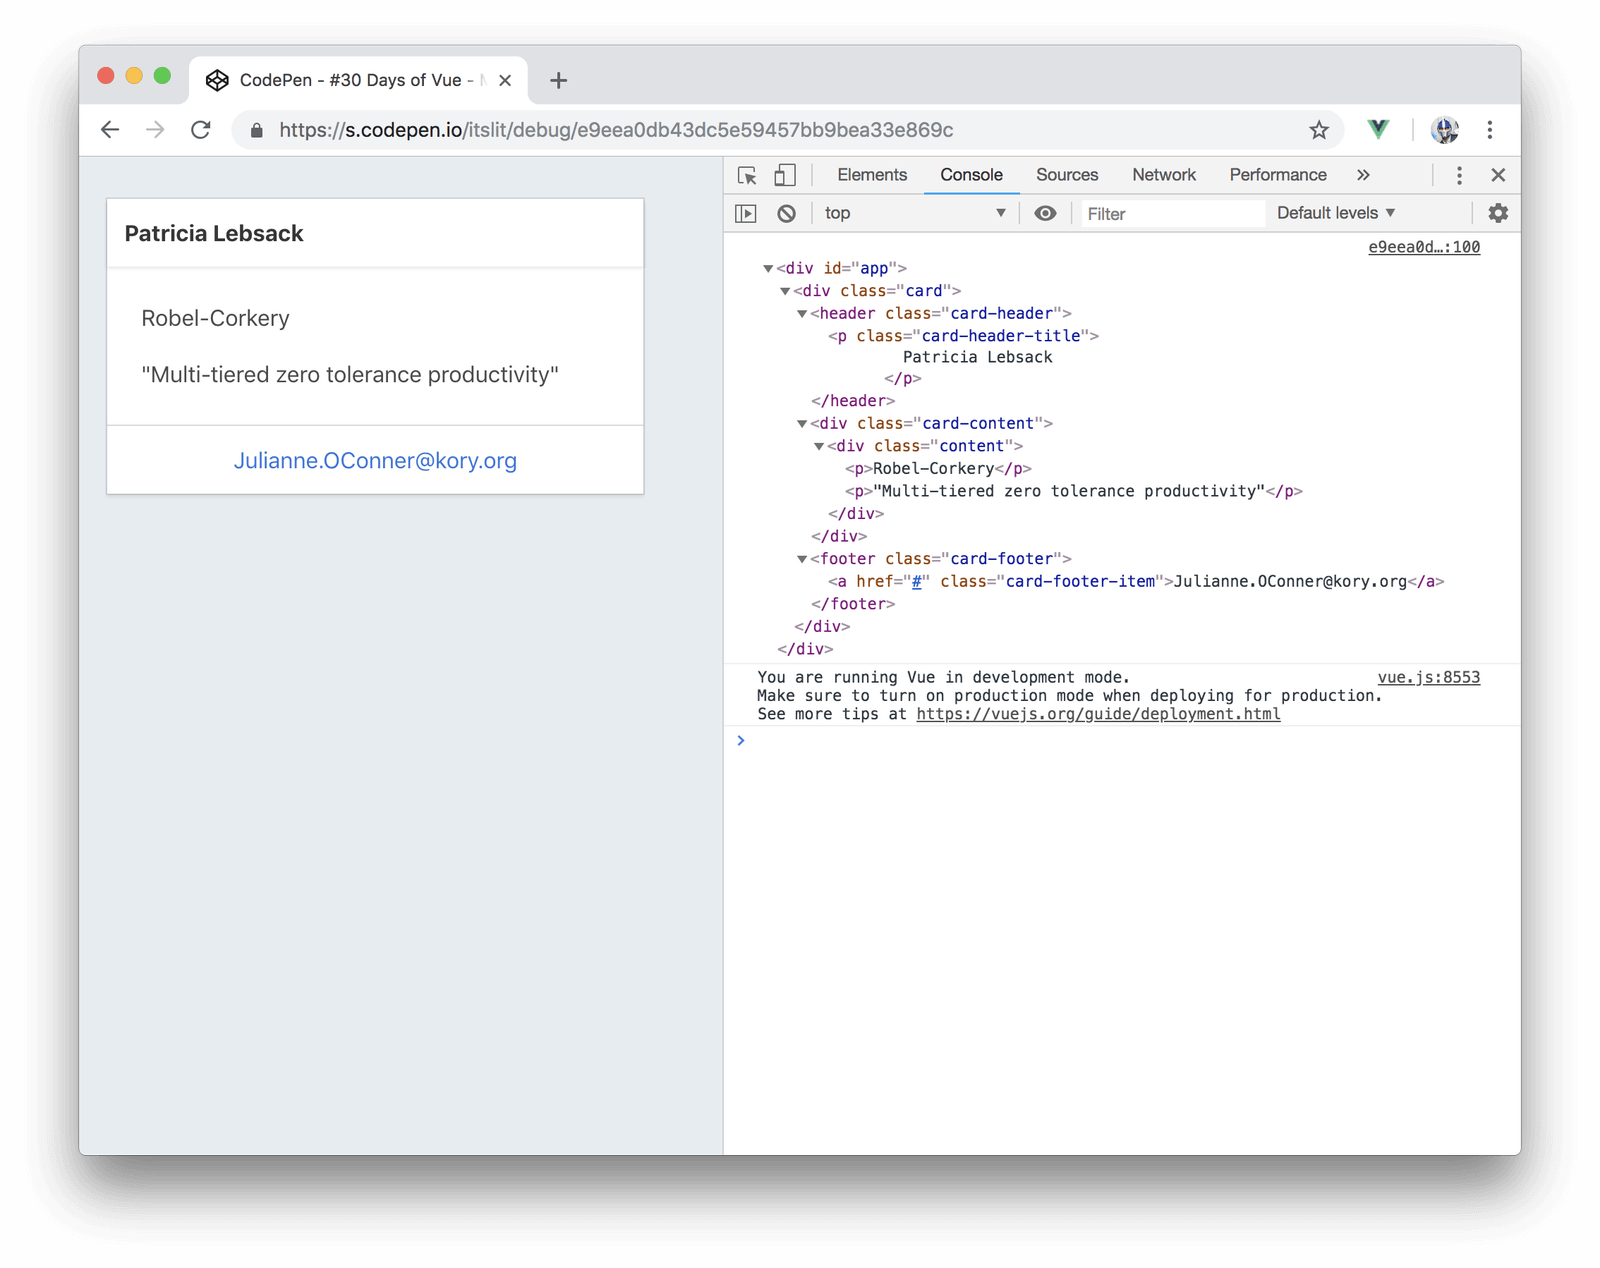 CodePen - #30 Days of Vue -
https://s.codepen.io/itslit/debug/e9eea0db43dc5e59457bb9bea33e869c
Patricia Lebsack
Robel-Corkery
"Multi-tiered zero tolerance productivity"
Julianne.OConner@kory.org
Elements Console Sources Network Performance »
top Filter Default levels
e9eea0d…:100
<div id="app">
<div class="card">
<header class="card-header">
<p class="card-header-title">
Patricia Lebsack
</p>
</header>
<div class="card-content">
<div class="content">
<p>Robel-Corkery</p>
<p>"Multi-tiered zero tolerance productivity"</p>
</div>
</div>
<footer class="card-footer">
<a href="#" class="card-footer-item">Julianne.OConner@kory.org</a>
</footer>
</div>
</div>
You are running Vue in development mode. vue.js:8553
Make sure to turn on production mode when deploying for production.
See more tips at https://vuejs.org/guide/deployment.html